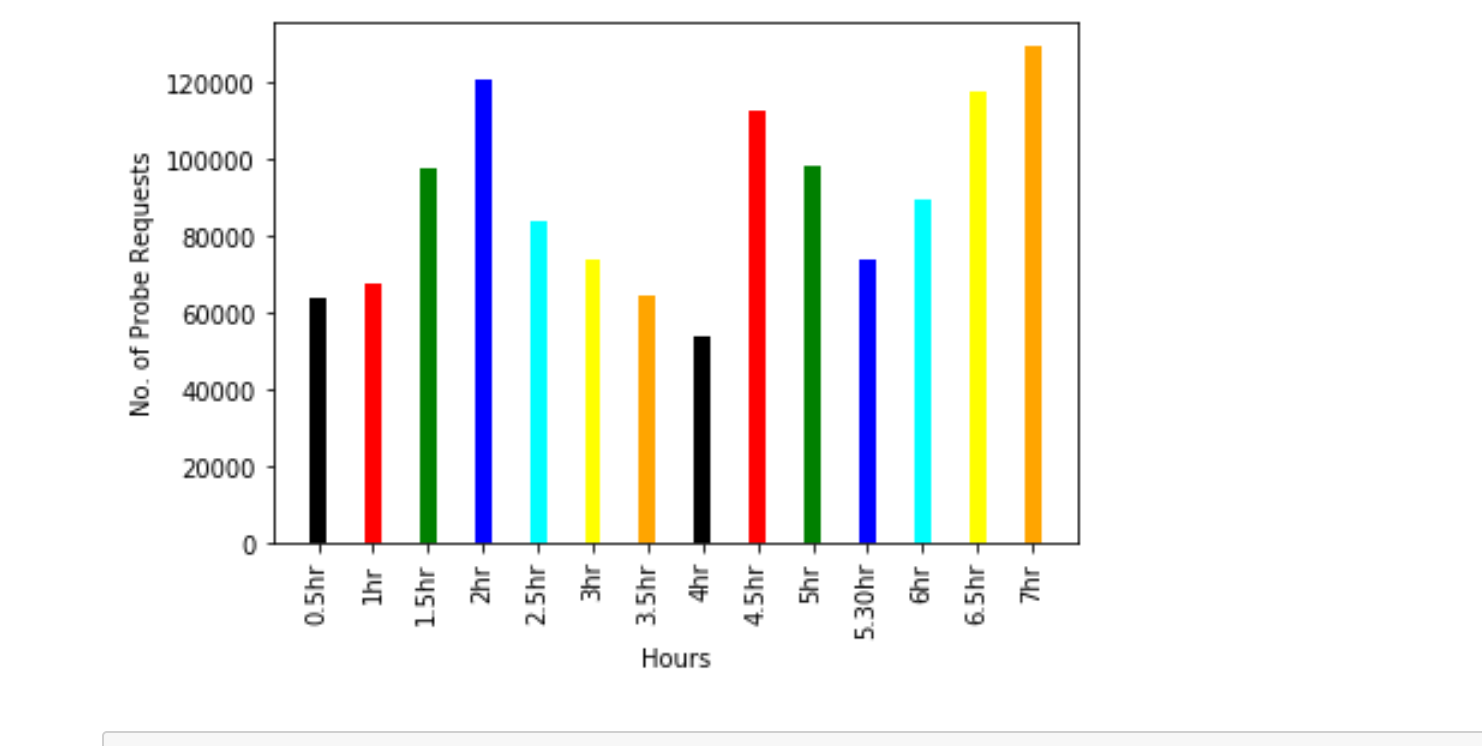 120000
100000
80000
60000
40000
20000
0
No. of Probe Requests
0.5hr
1hr
1.5hr
2hr
2.5hr
3hr
3.5hr
4hr
4.5hr
5hr
5.30hr
6hr
6.5hr
7hr
Hours